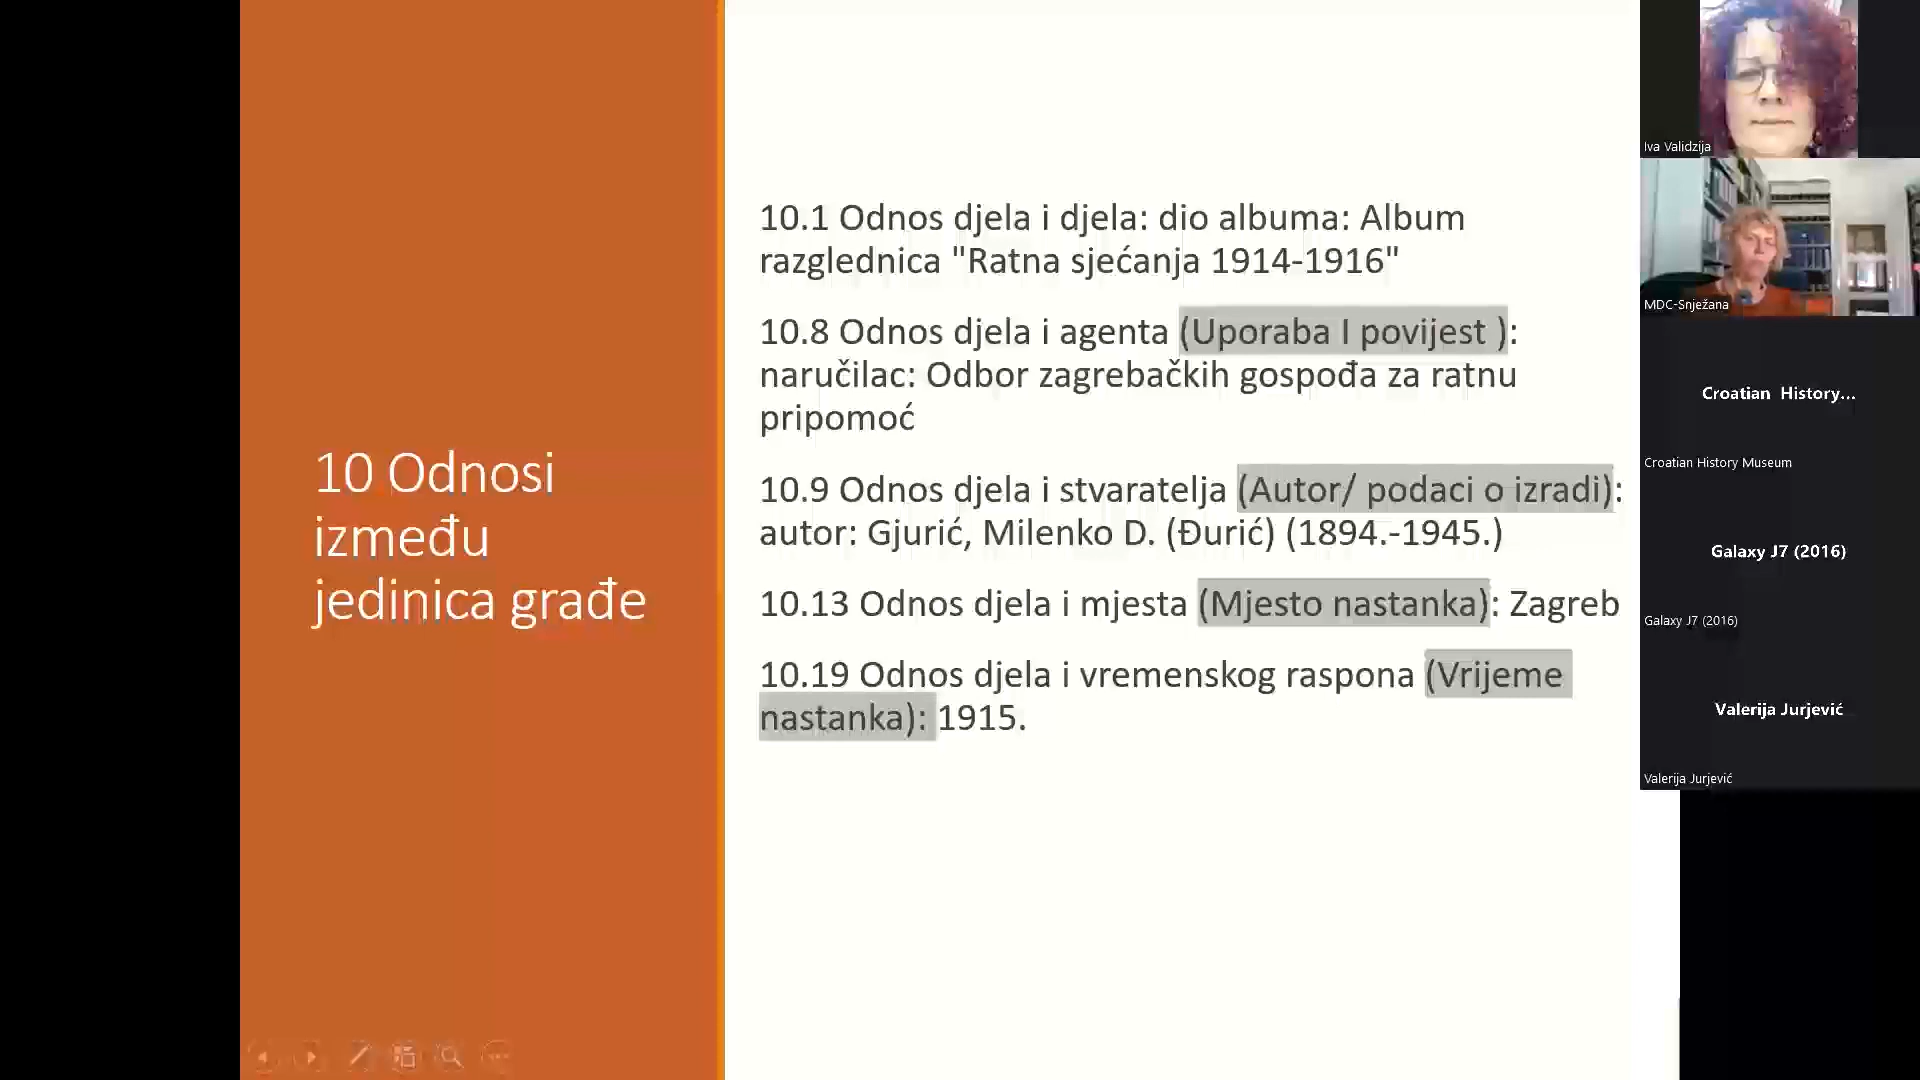 10 Odnosi
između
jedinica građe
10.1 Odnos djela i djela: dio albuma: Album
razglednica "Ratna sjećanja 1914-1916"
10.8 Odnos djela i agenta (Uporaba I povijest ):
naručilac: Odbor zagrebačkih gospođa za ratnu
pripomoć
10.9 Odnos djela i stvaratelja (Autor/ podaci o izradi):
autor: Gjurić, Milenko D. (Đurić) (1894.-1945.)
10.13 Odnos djela i mjesta (Mjesto nastanka): Zagreb
10.19 Odnos djela i vremenskog raspona (Vrijeme
nastanka): 1915.
Iva Validzija
MDC-Snježana
Croatian History...
Croatian History Museum
Galaxy J7 (2016)
Galaxy J7 (2016)
Valerija Jurjević
Valerija Jurjević